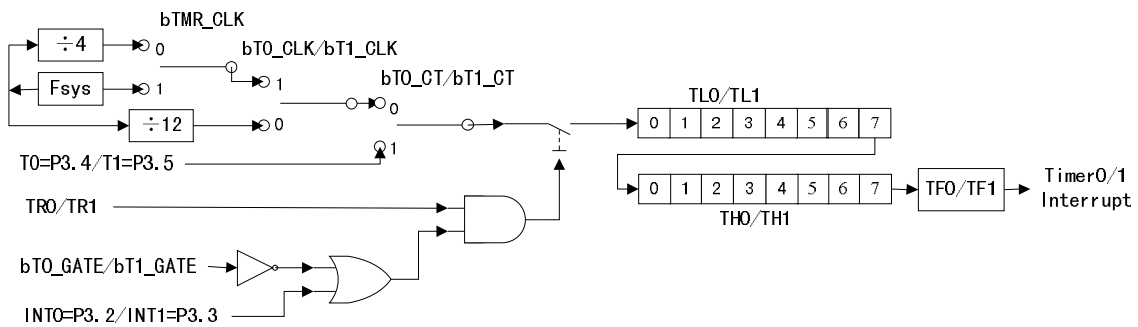 bTMR_CLK
÷4
0
bT0_CLK/bT1_CLK
Fsys
1
1
bT0_CT/bT1_CT
0
÷12
0
TL0/TL1
0 1 2 3 4 5 6 7
1
T0=P3.4/T1=P3.5
0 1 2 3 4 5 6 7
TF0/TF1
Timer0/1
Interrupt
TR0/TR1
TH0/TH1
bT0_GATE/bT1_GATE
INT0=P3.2/INT1=P3.3